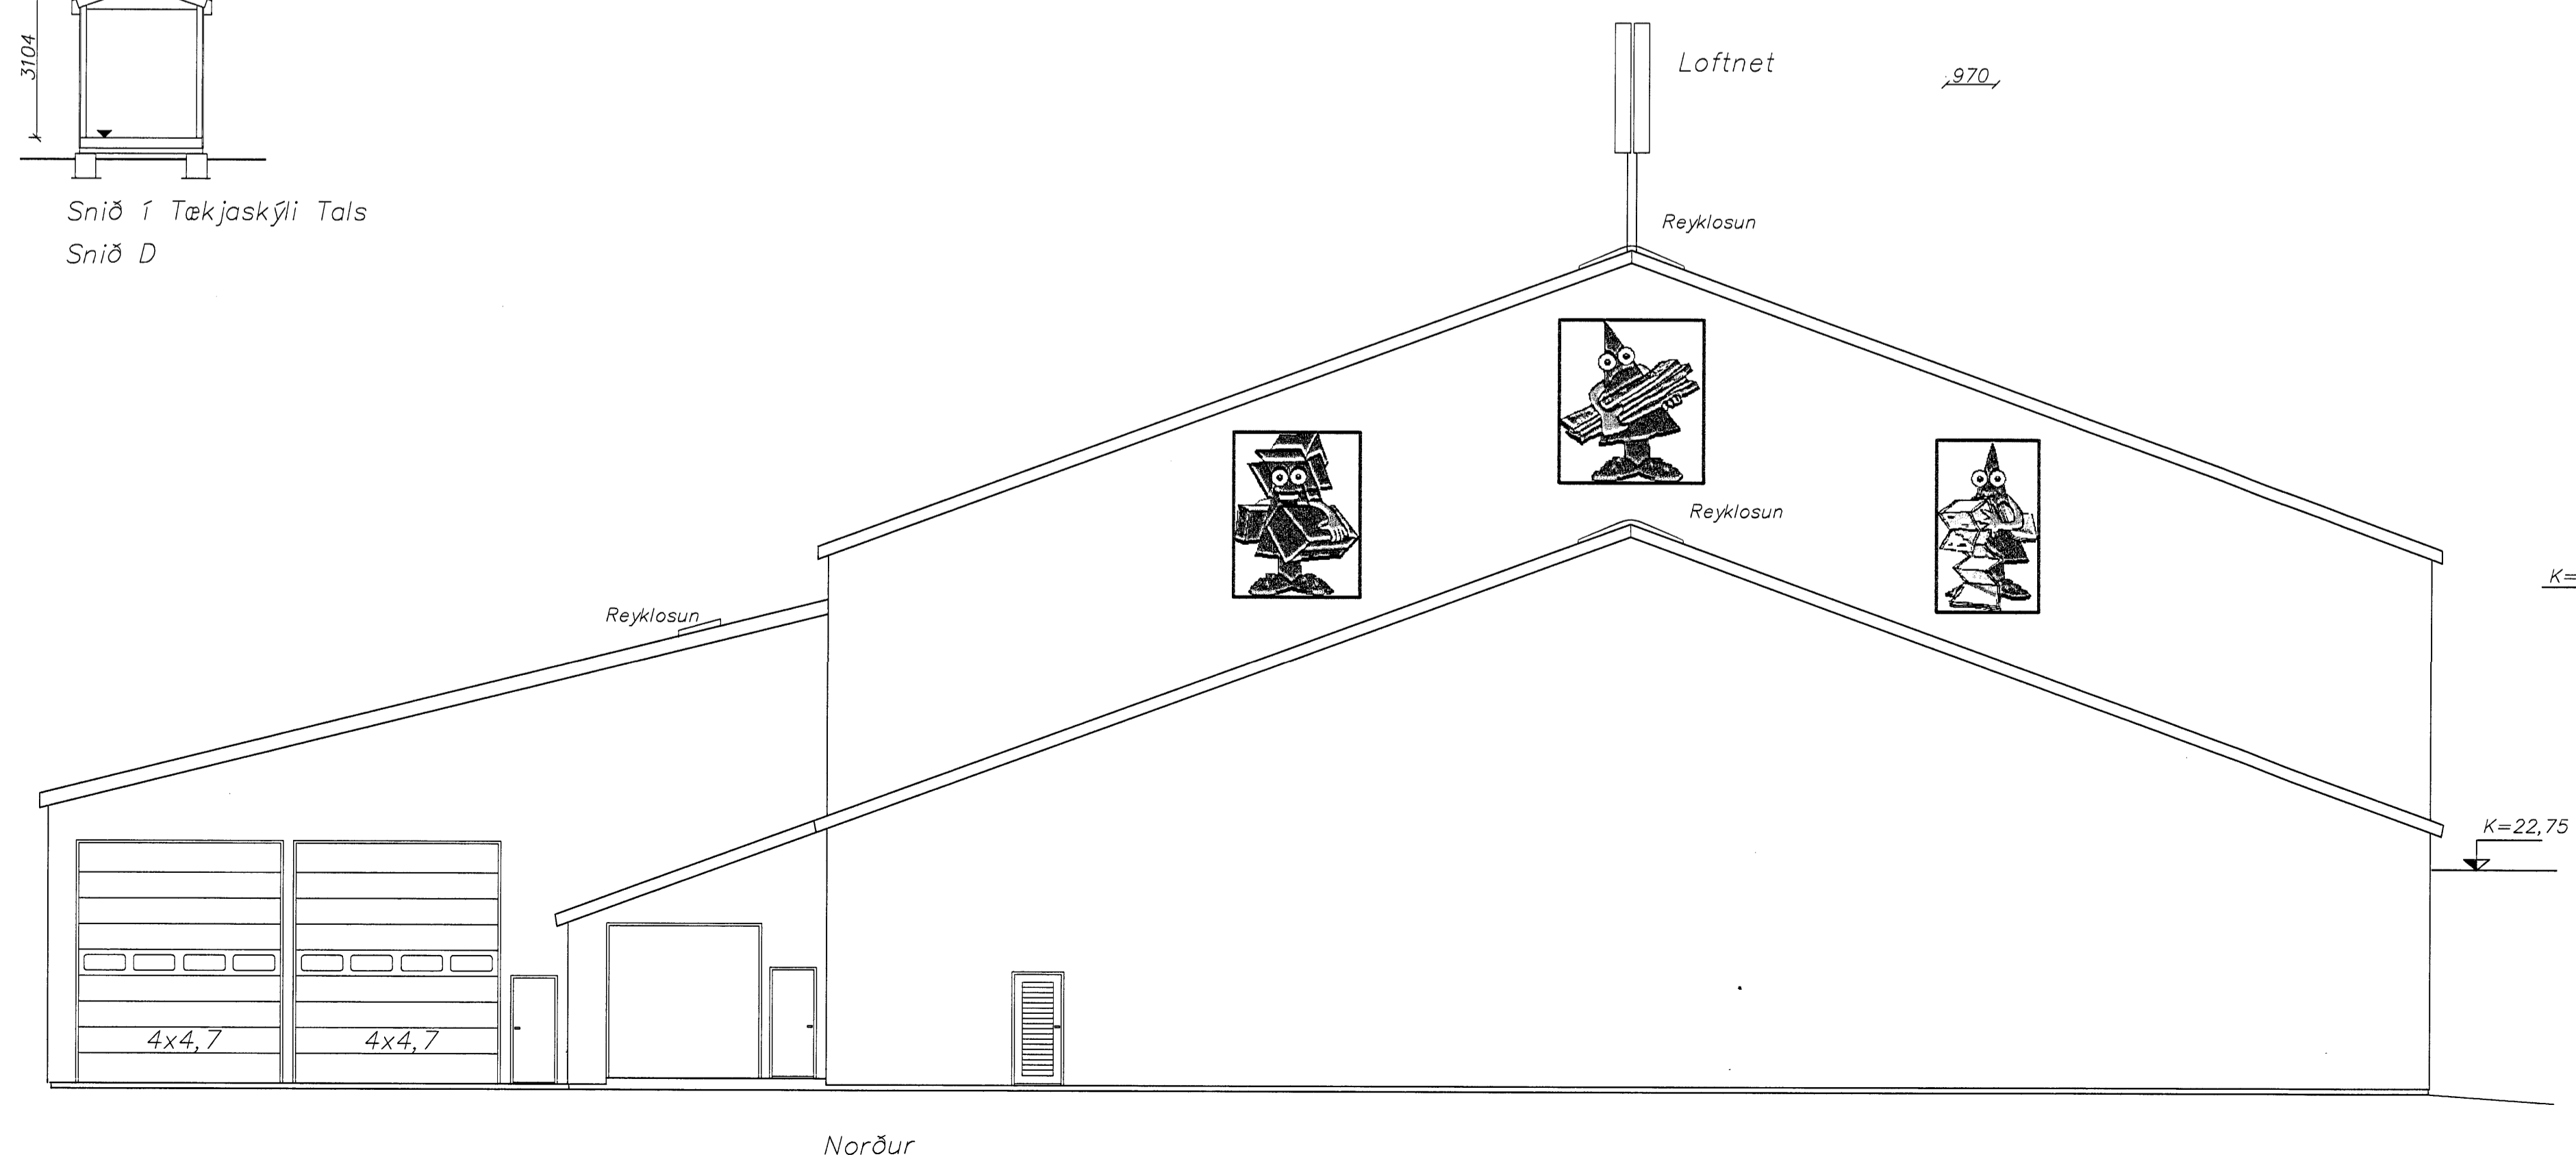 3104
Snið í Tækjaskýli Tals
Snið D
Loftnet
970
Reyklosun
Reyklosun
Reyklosun
K=
K=22,75
4x4,7
4x4,7
Norður